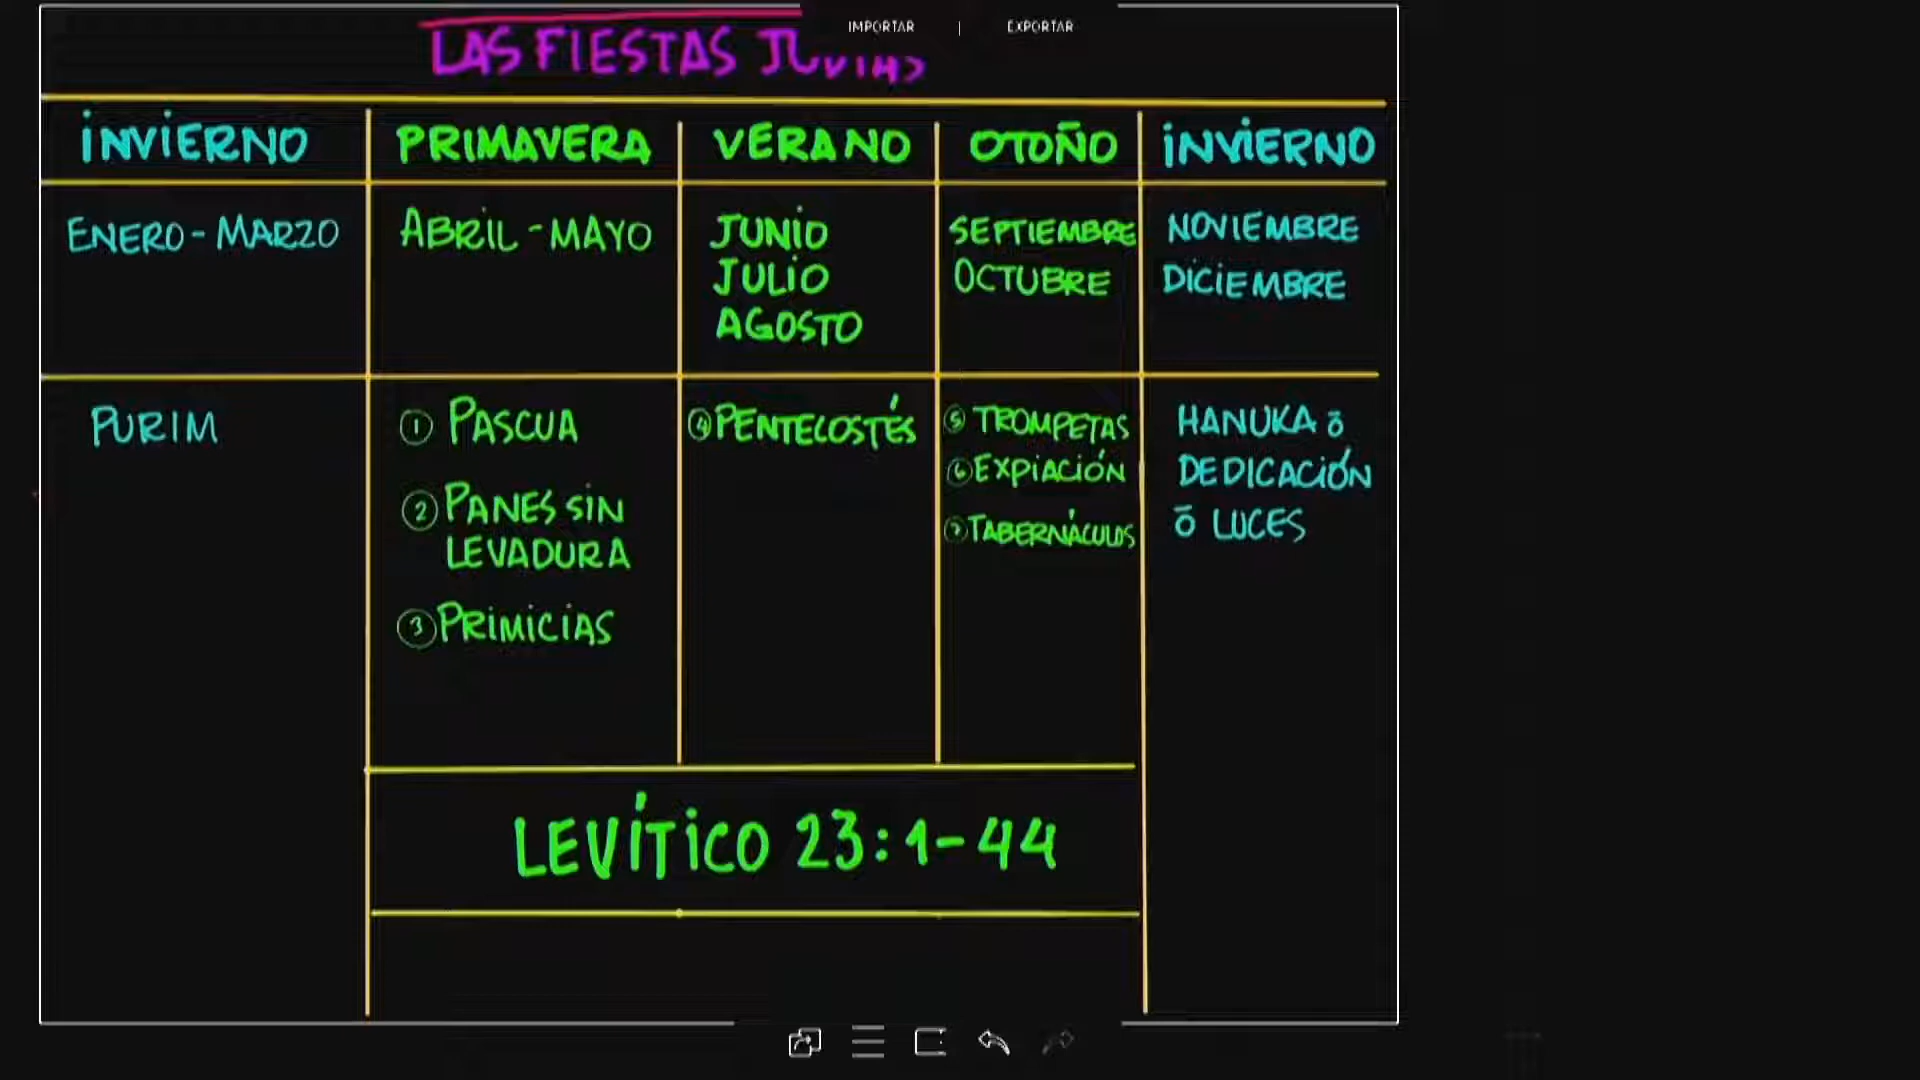 IMPORTAR | EXPORTAR
LAS FIESTAS JUDÍAS
INVIERNO
PRIMAVERA
VERANO
OTOÑO
INVIERNO
ENERO - MARZO
ABRIL - MAYO
JUNIO
JULIO
AGOSTO
SEPTIEMBRE
OCTUBRE
NOVIEMBRE
DICIEMBRE
PURIM
① PASCUA
② PANES SIN
LEVADURA
③ PRIMICIAS
④ PENTECOSTÉS
⑤ TROMPETAS
⑥ EXPIACIÓN
⑦ TABERNÁCULOS
HANUKA ō
DEDICACIÓN
ō LUCES
LEVÍTICO 23:1-44